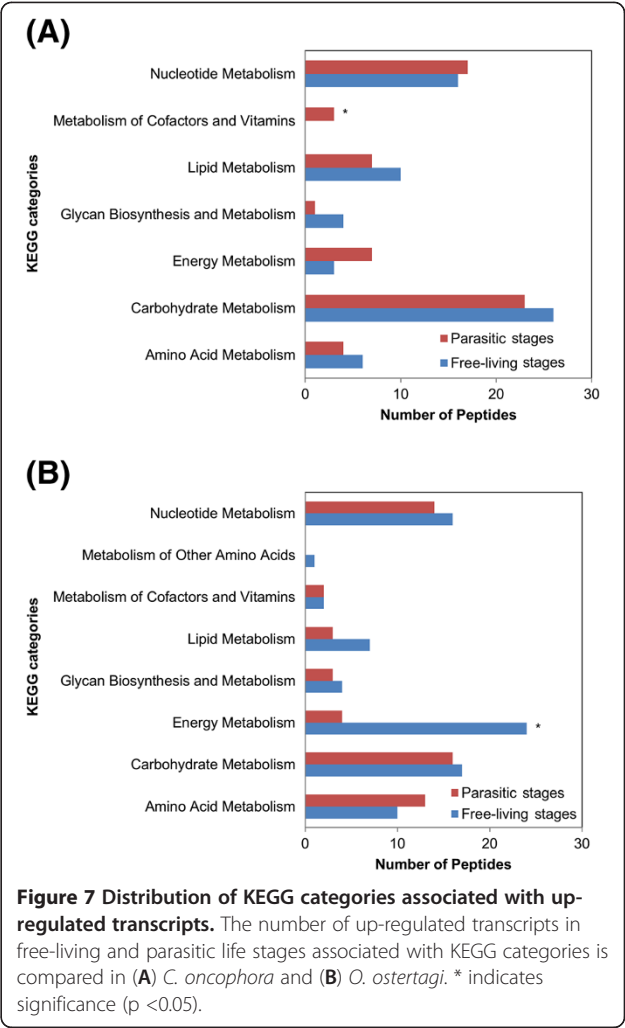 (A)
KEGG categories
Nucleotide Metabolism
Metabolism of Cofactors and Vitamins
*
Lipid Metabolism
Glycan Biosynthesis and Metabolism
Energy Metabolism
Carbohydrate Metabolism
Amino Acid Metabolism
Parasitic stages
Free-living stages
0 10 20 30
Number of Peptides
(B)
KEGG categories
Nucleotide Metabolism
Metabolism of Other Amino Acids
Metabolism of Cofactors and Vitamins
Lipid Metabolism
Glycan Biosynthesis and Metabolism
Energy Metabolism
*
Carbohydrate Metabolism
Amino Acid Metabolism
Parasitic stages
Free-living stages
0 10 20 30
Number of Peptides
Figure 7 Distribution of KEGG categories associated with up-
regulated transcripts. The number of up-regulated transcripts in
free-living and parasitic life stages associated with KEGG categories is
compared in (A) C. oncophora and (B) O. ostertagi. * indicates
significance (p <0.05).